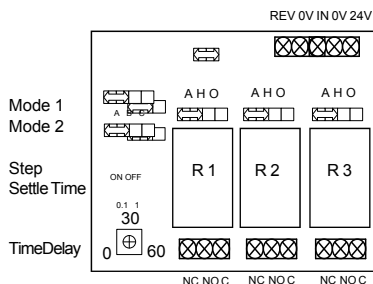 REV 0V IN 0V 24V
A H O A H O A H O
Mode 1
A B C
Mode 2
R 1 R 2 R 3
Step
ON OFF
Settle Time
0.1 1
30
TimeDelay
0 60
NC NO C NC NO C NC NO C